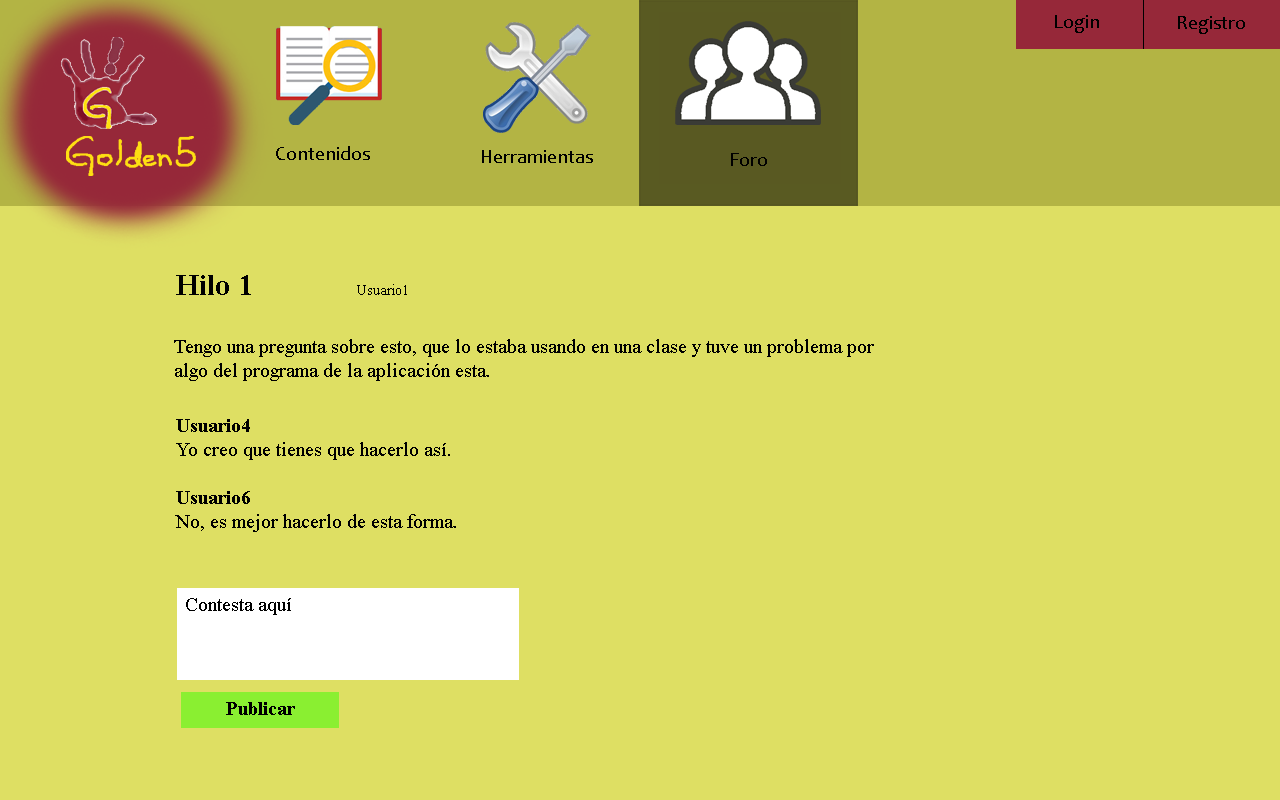 G
Golden5
Contenidos
Herramientas
Foro
Login
Registro
Hilo 1
Usuario1
Tengo una pregunta sobre esto, que lo estaba usando en una clase y tuve un problema por
algo del programa de la aplicación esta.
Usuario4
Yo creo que tienes que hacerlo así.
Usuario6
No, es mejor hacerlo de esta forma.
Contesta aquí
Publicar